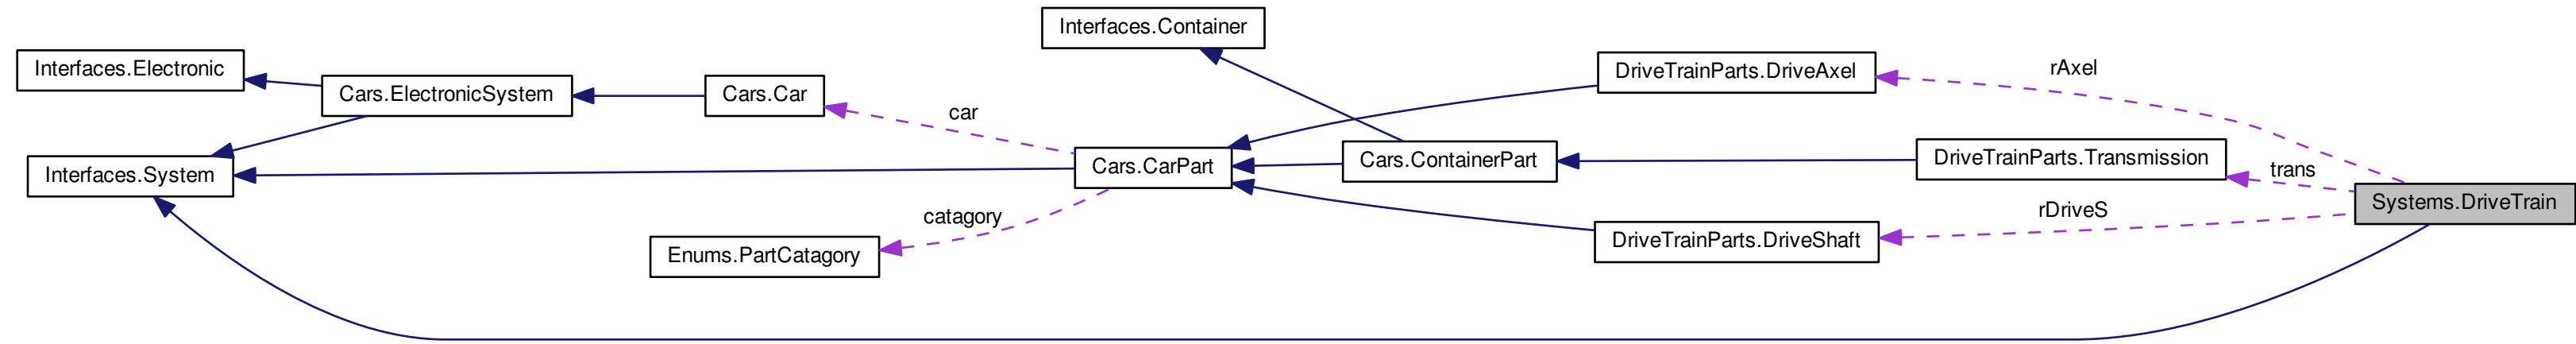 Interfaces.Container
Interfaces.Electronic
DriveTrainParts.DriveAxel
rAxel
Cars.ElectronicSystem
Cars.Car
car
Interfaces.System
Cars.CarPart
Cars.ContainerPart
DriveTrainParts.Transmission
trans
Systems.DriveTrain
catagory
rDriveS
Enums.PartCatagory
DriveTrainParts.DriveShaft